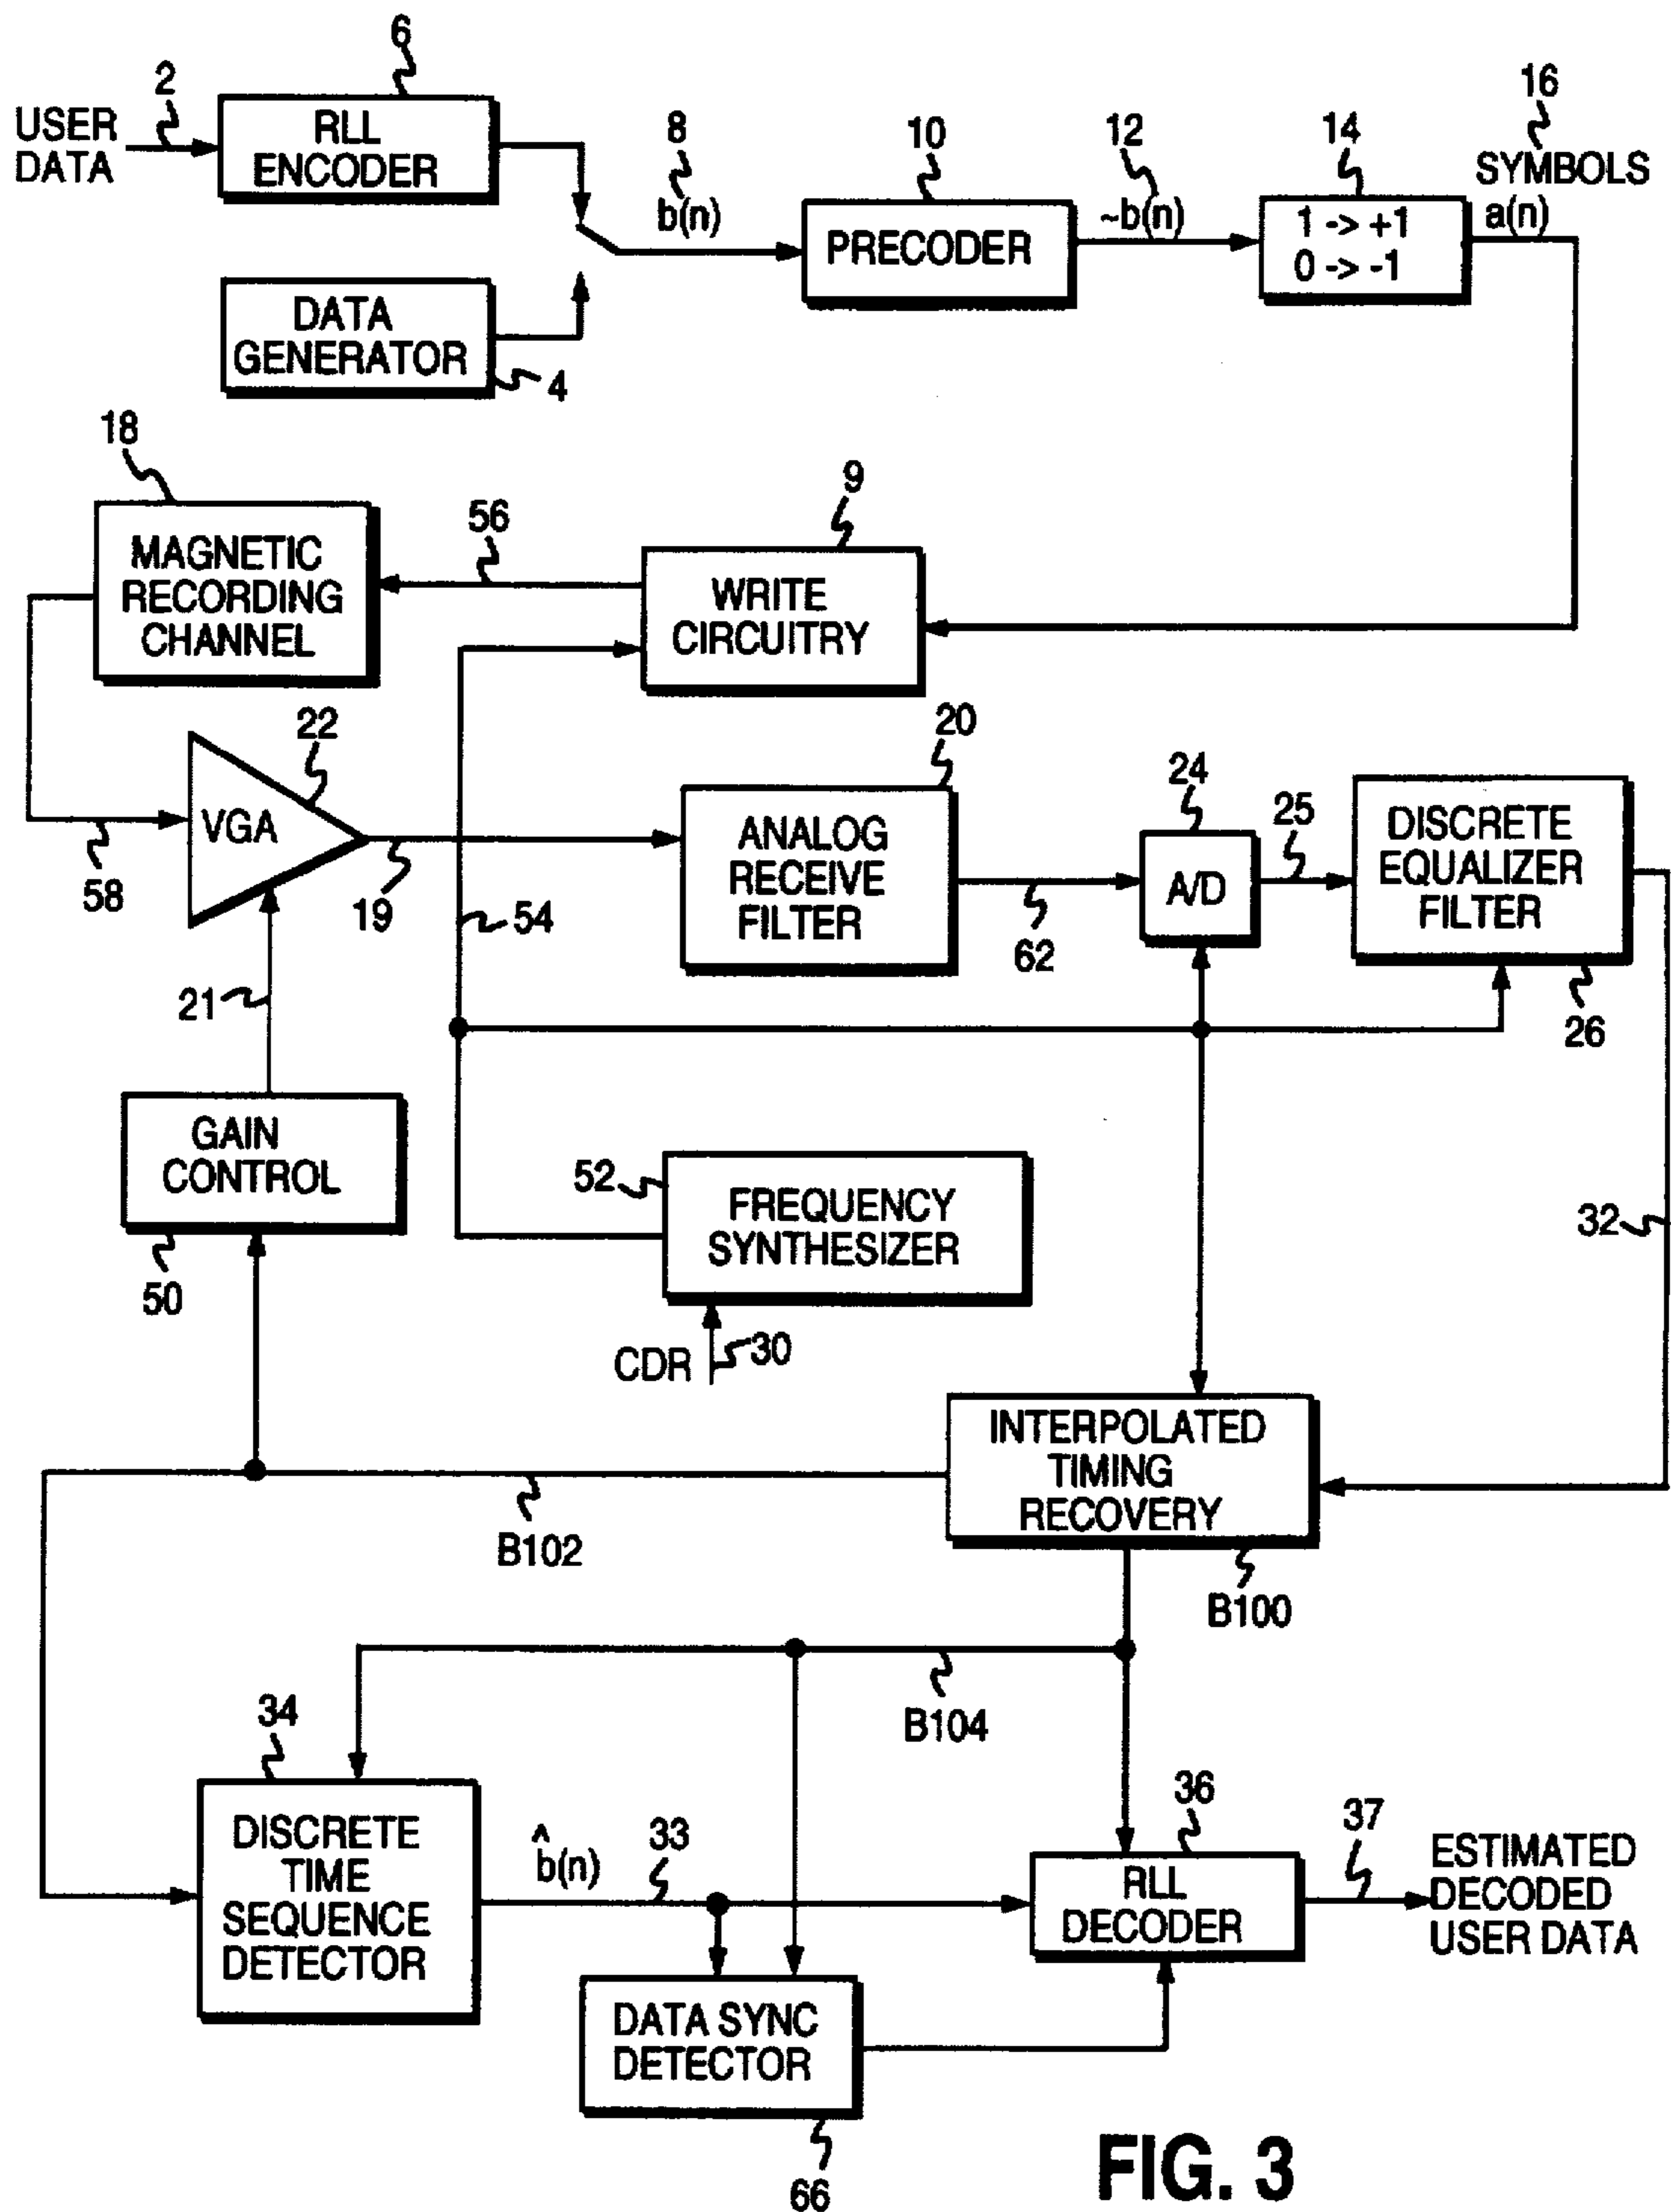 6
2
USER
DATA
RLL
ENCODER
8
b(n)
10
PRECODER
12
~b(n)
14
1 -> +1
0 -> -1
16
SYMBOLS
a(n)
DATA
GENERATOR
4
18
MAGNETIC
RECORDING
CHANNEL
56
9
WRITE
CIRCUITRY
22
VGA
58
19
54
20
ANALOG
RECEIVE
FILTER
62
24
A/D
25
DISCRETE
EQUALIZER
FILTER
26
21
GAIN
CONTROL
50
52
FREQUENCY
SYNTHESIZER
CDR
30
32
INTERPOLATED
TIMING
RECOVERY
B102
B100
B104
34
DISCRETE
TIME
SEQUENCE
DETECTOR
^
b(n)
33
36
RLL
DECODER
37
ESTIMATED
DECODED
USER DATA
DATA SYNC
DETECTOR
66
FIG. 3